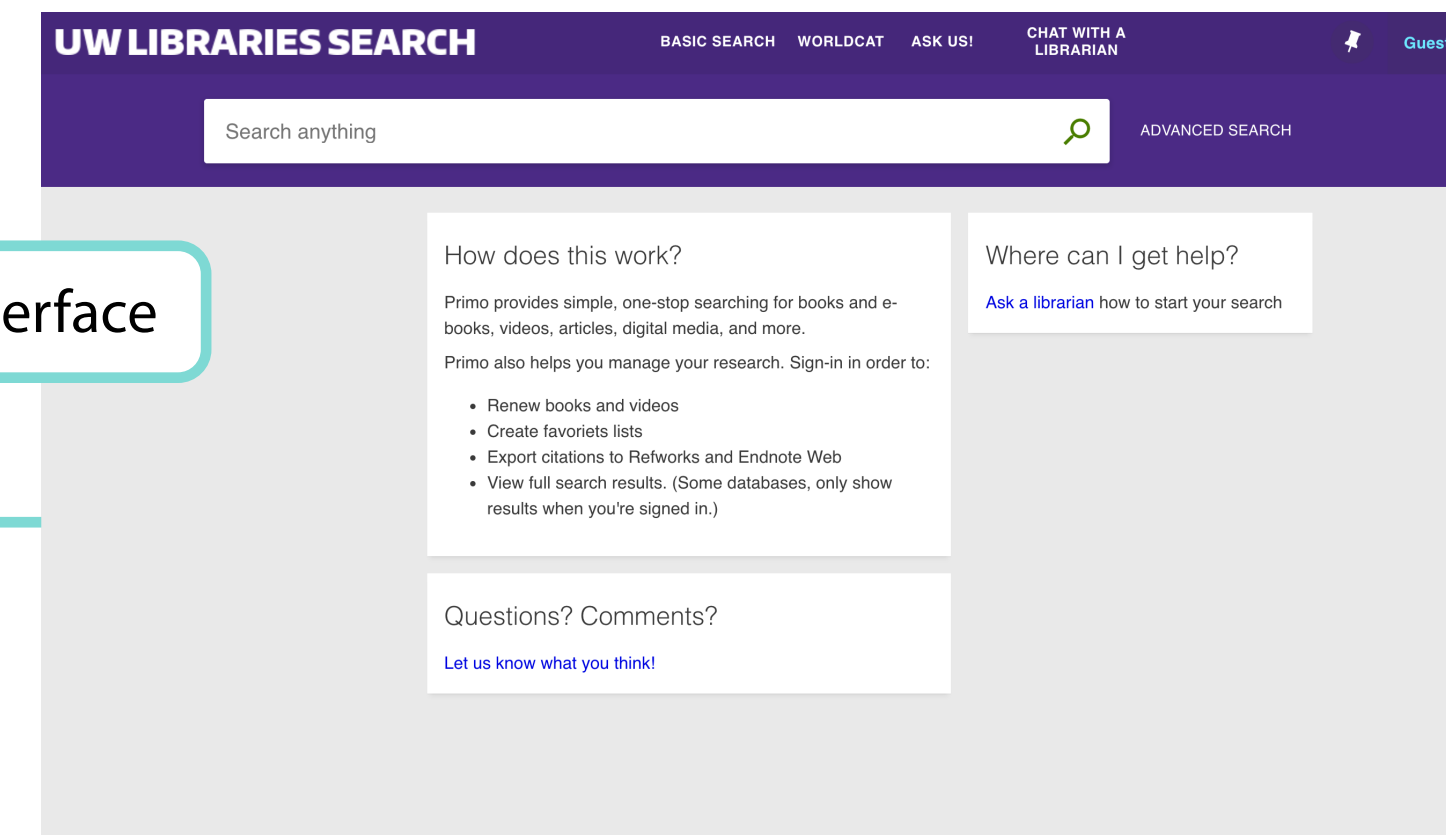 UW LIBRARIES SEARCH
BASIC SEARCH WORLDCAT ASK US! CHAT WITH A
LIBRARIAN
Gues
Search anything
ADVANCED SEARCH
erface
How does this work?
Primo provides simple, one-stop searching for books and e-
books, videos, articles, digital media, and more.
Primo also helps you manage your research. Sign-in in order to:
• Renew books and videos
• Create favoriets lists
• Export citations to Refworks and Endnote Web
• View full search results. (Some databases, only show
results when you're signed in.)
Where can I get help?
Ask a librarian how to start your search
Questions? Comments?
Let us know what you think!